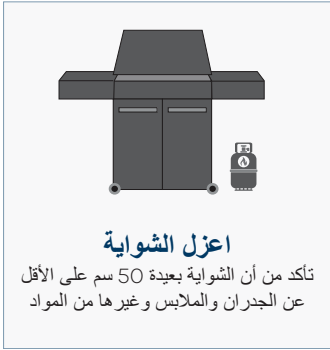 اعزل الشواية
تأكد من أن الشواية بعيدة 50 سم على الأقل
عن الجدران والملابس وغيرها من المواد